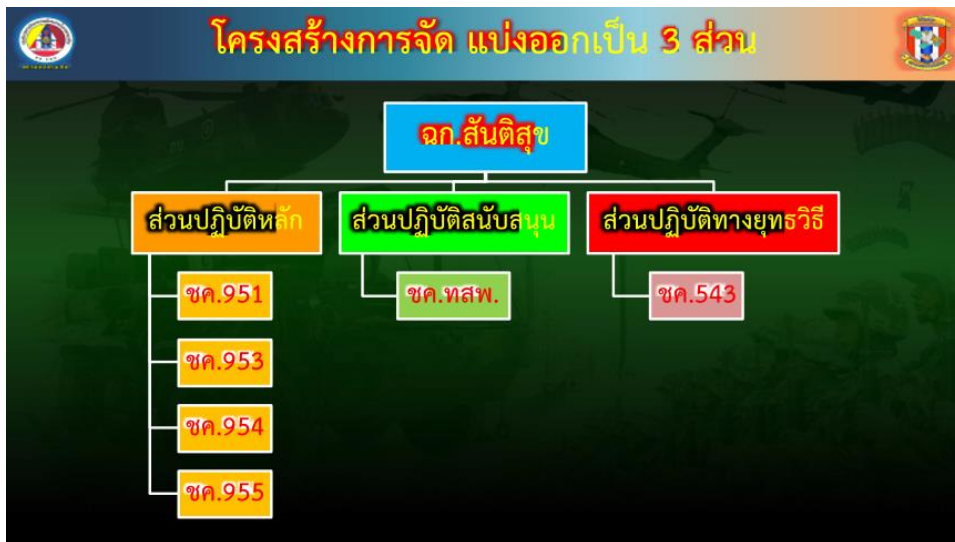 โครงสร้างการจัด แบ่งออกเป็น 3 ส่วน
ฉก.สันติสุข
ส่วนปฏิบัติหลัก
ชค.951
ชค.953
ชค.954
ชค.955
ส่วนปฏิบัติสนับสนุน
ชค.ทสพ.
ส่วนปฏิบัติทางยุทธวิธี
ชค.543